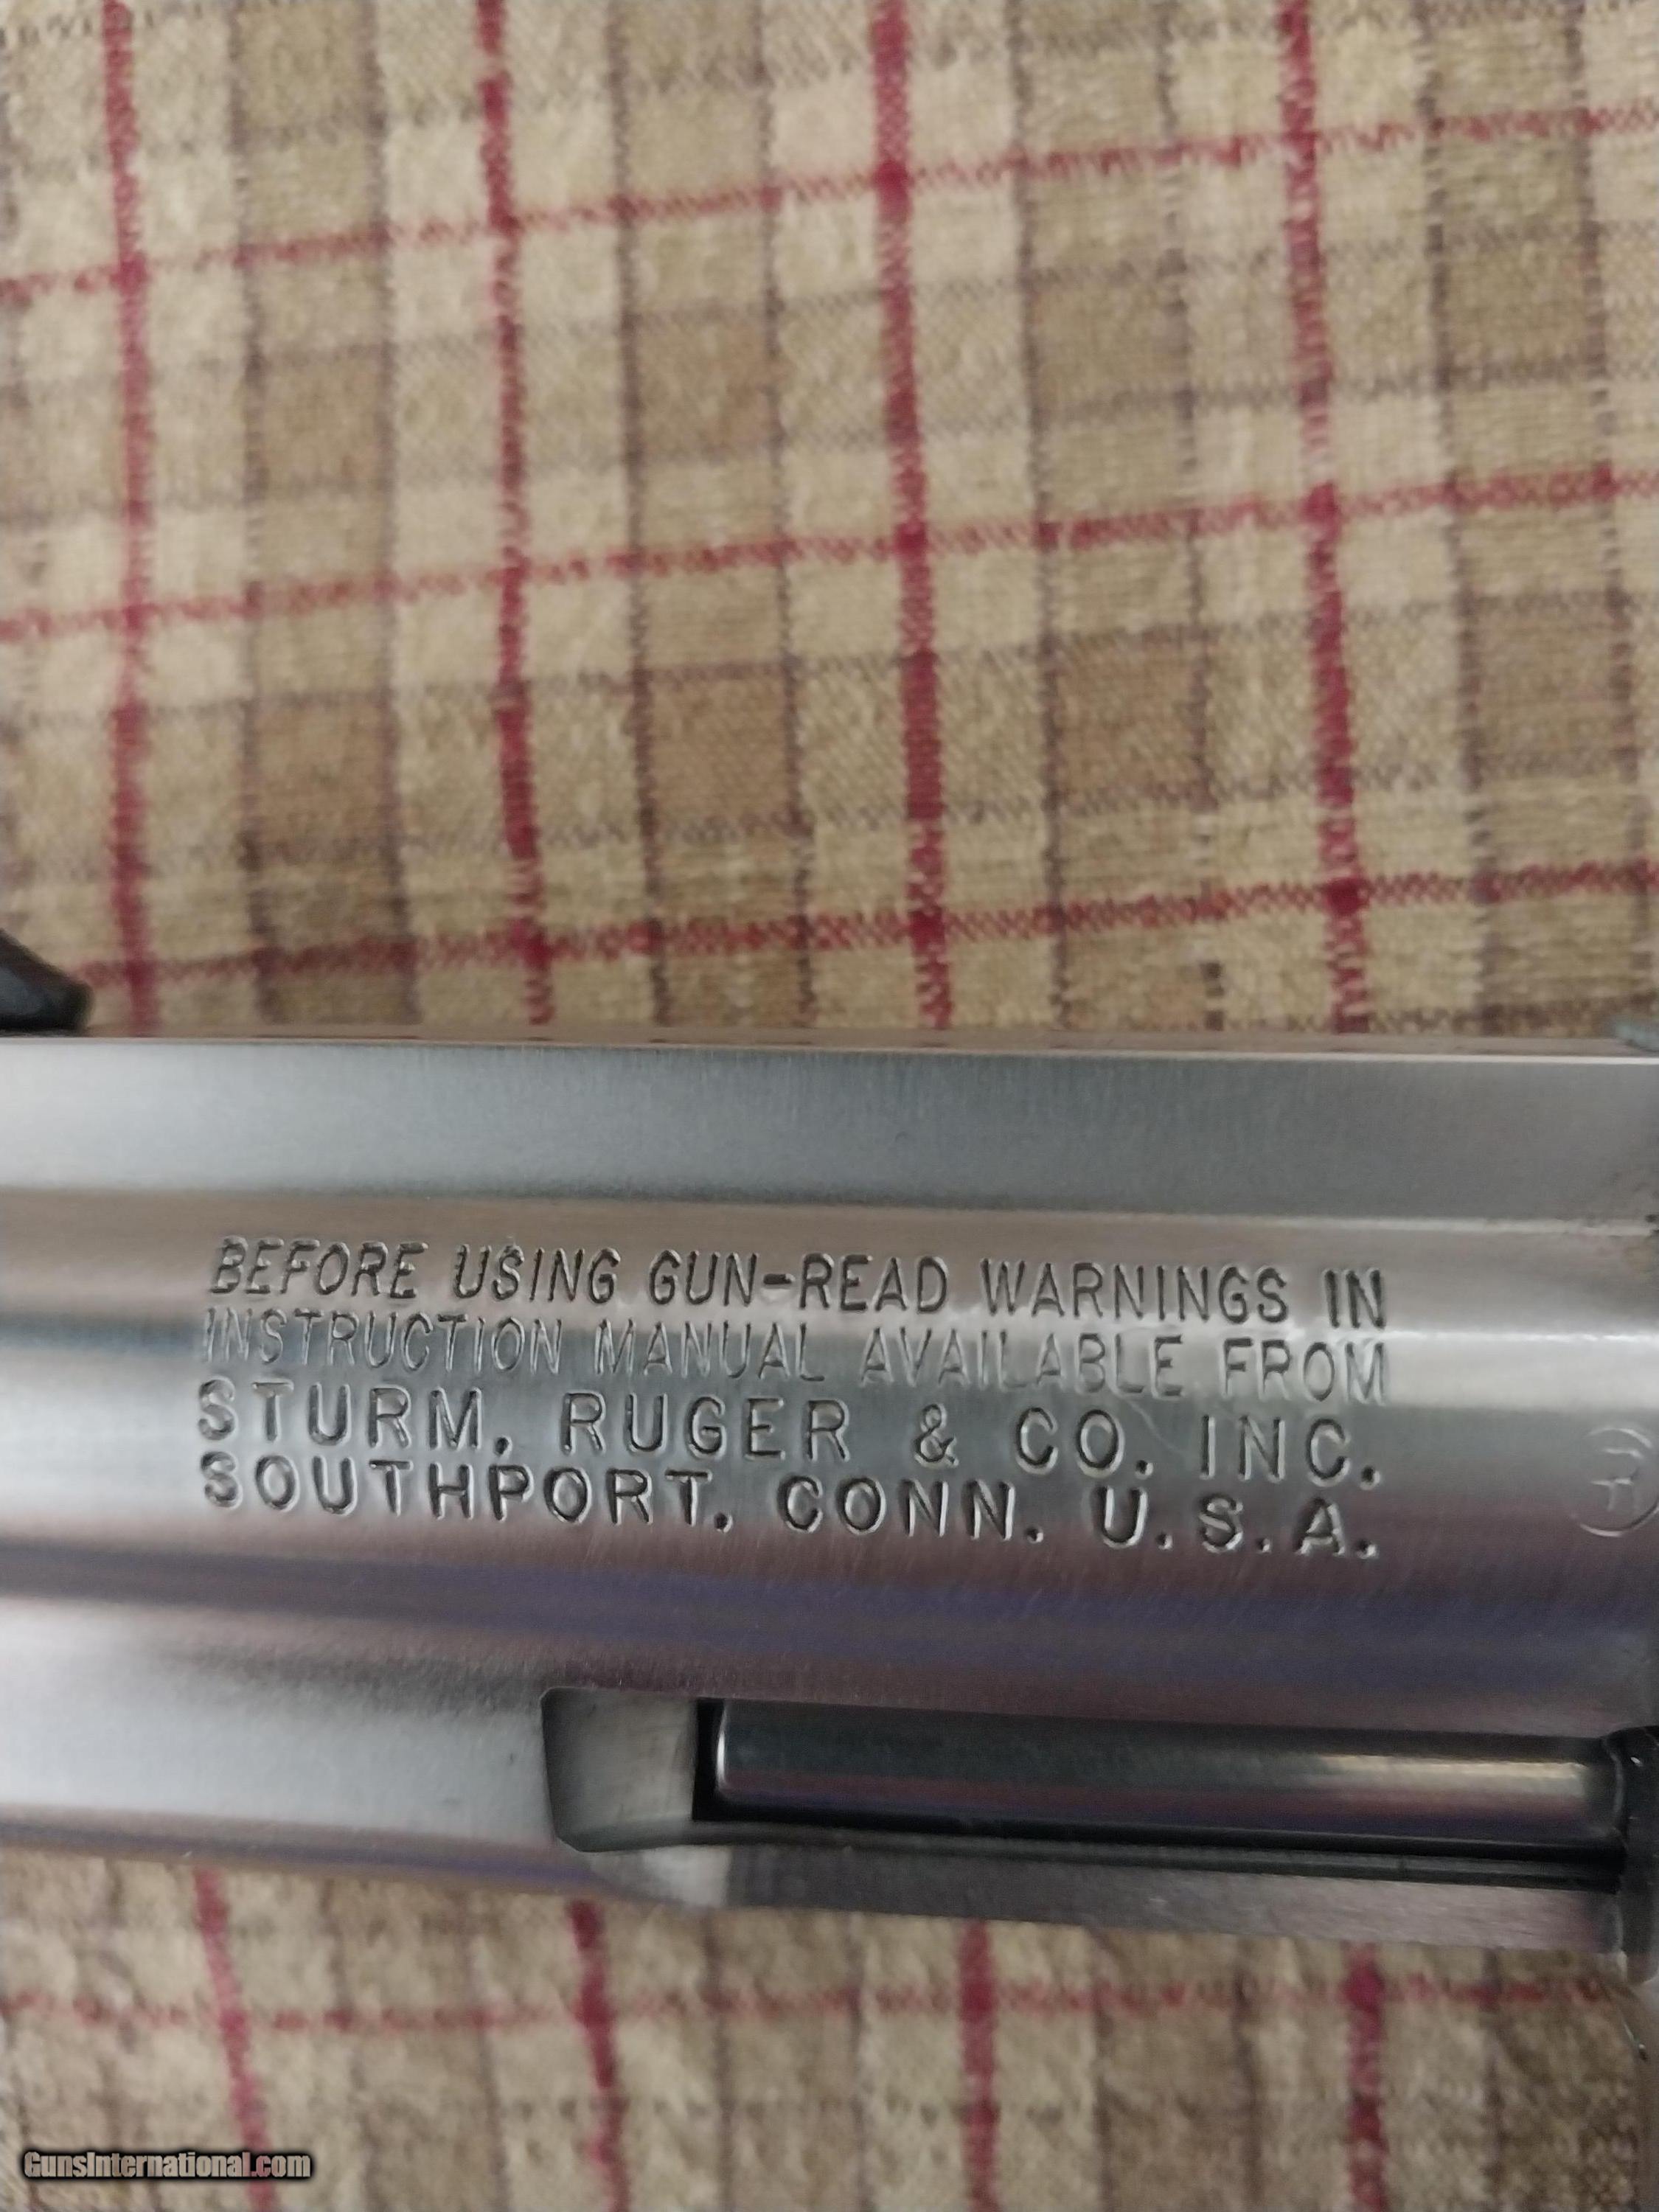 BEFORE USING GUN-READ WARNINGS IN
INSTRUCTION MANUAL AVAILABLE FROM
STURM, RUGER & CO. INC.
SOUTHPORT, CONN. U.S.A.
GunsInternational.com